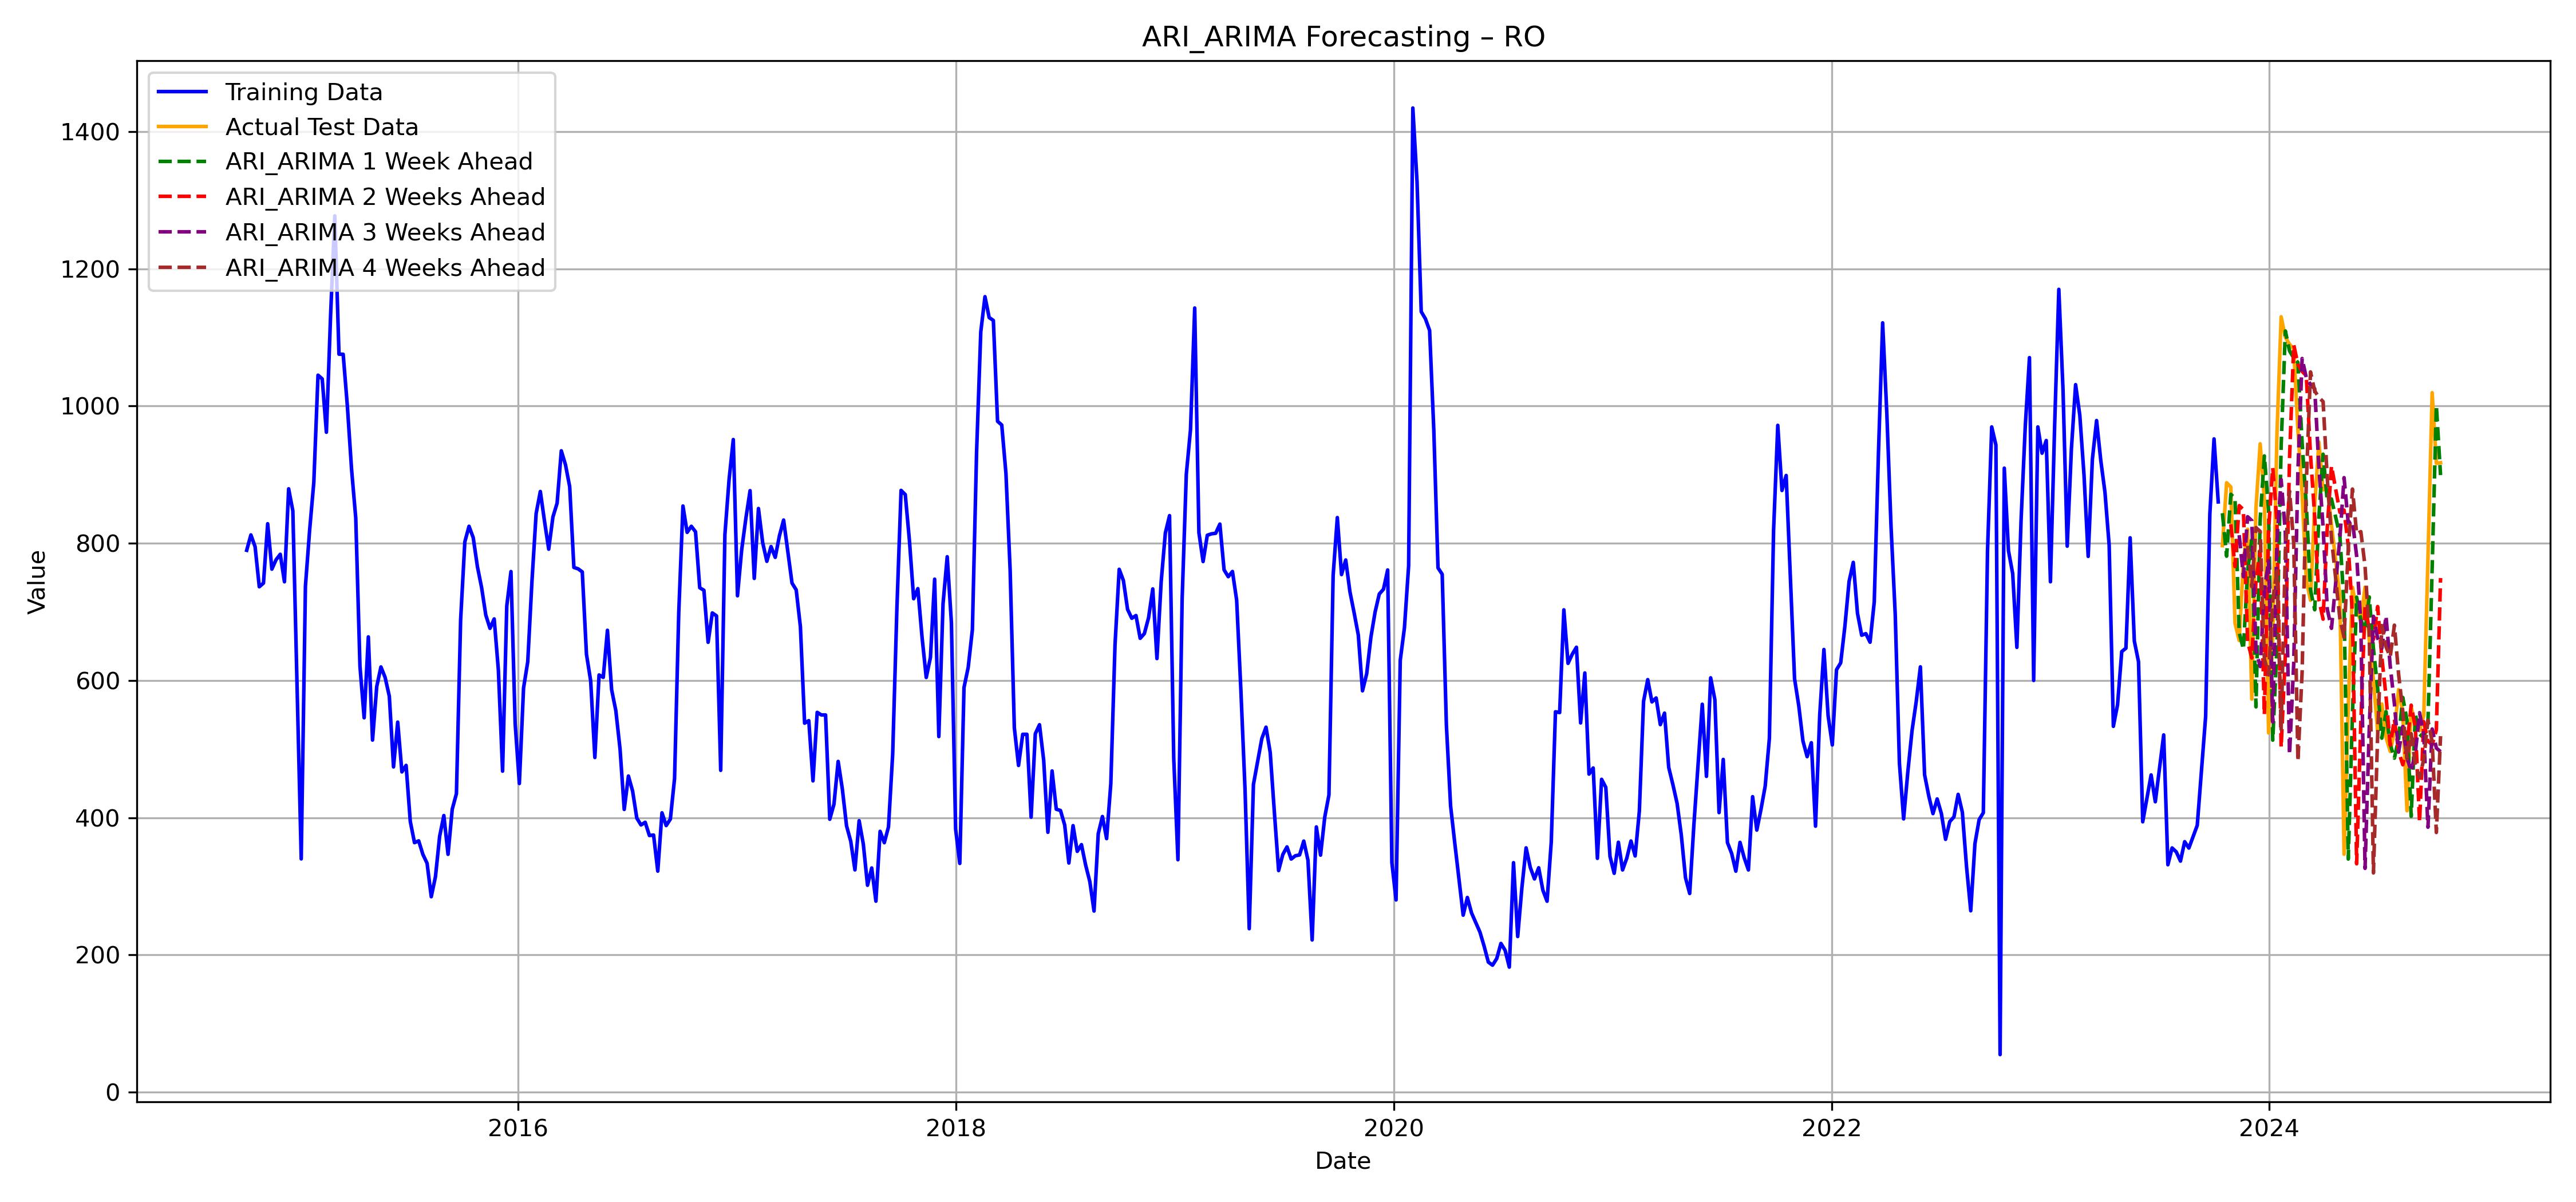 ARI_ARIMA Forecasting – RO
Training Data
Actual Test Data
ARI_ARIMA 1 Week Ahead
ARI_ARIMA 2 Weeks Ahead
ARI_ARIMA 3 Weeks Ahead
ARI_ARIMA 4 Weeks Ahead
1400
1200
1000
800
600
400
200
0
Value
2016
2018
2020
2022
2024
Date